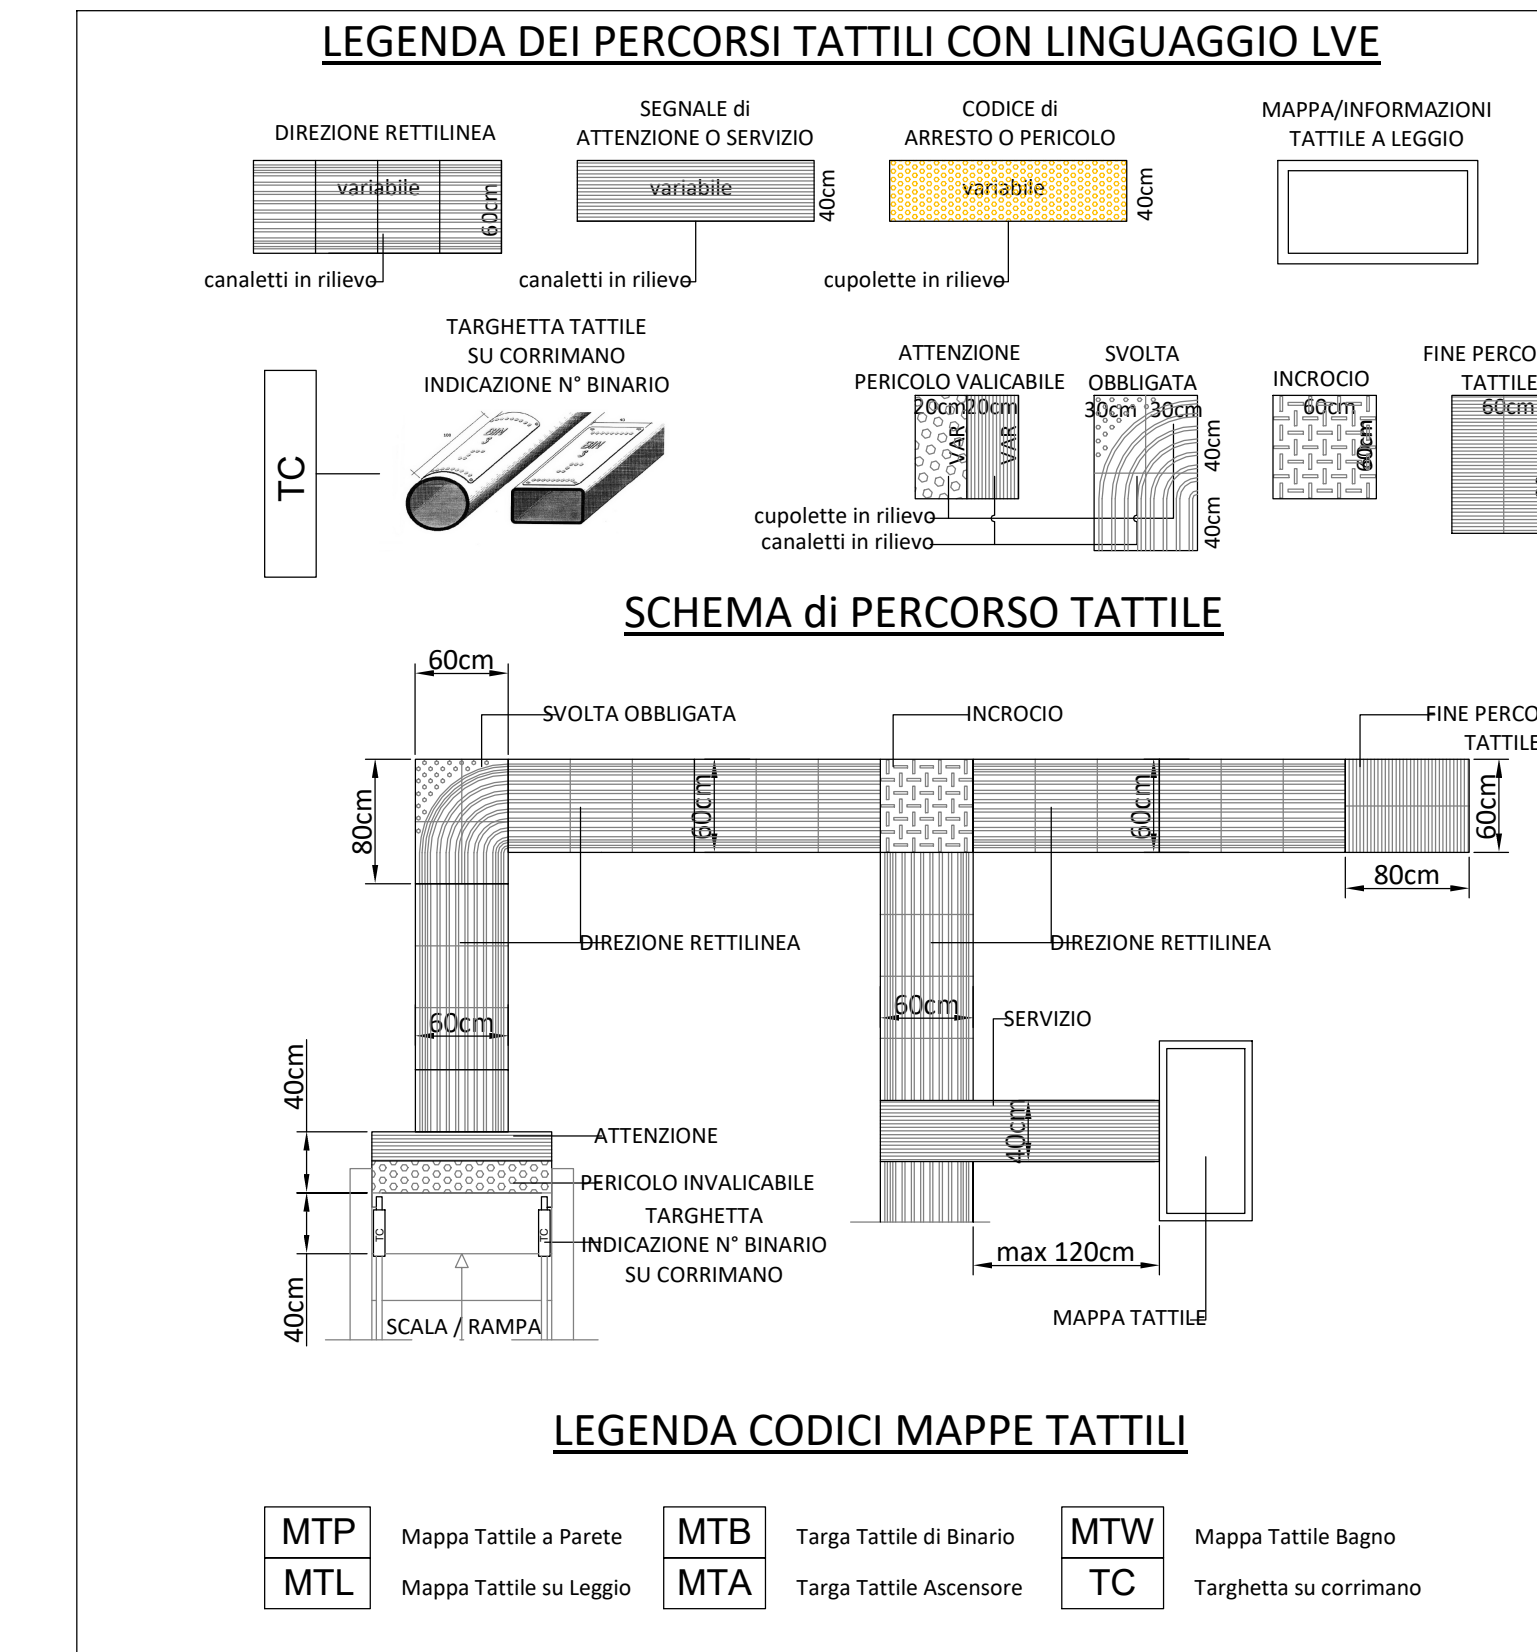 LEGENDA DEI PERCORSI TATTILI CON LINGUAGGIO LVE
DIREZIONE RETTILINEA
variabile
60cm
canaletti in rilievo
SEGNALE di
ATTENZIONE O SERVIZIO
variabile
40cm
canaletti in rilievo
CODICE di
ARRESTO O PERICOLO
variabile
40cm
cupolette in rilievo
MAPPA/INFORMAZIONI
TATTILE A LEGGIO
TC
TARGHETTA TATTILE
SU CORRIMANO
INDICAZIONE N° BINARIO
ATTENZIONE
PERICOLO VALICABILE
20cm 20cm
VAR VAR
SVOLTA
OBBLIGATA
30cm 30cm
40cm
40cm
cupolette in rilievo
canaletti in rilievo
INCROCIO
60cm
60cm
FINE PERCO
TATTILE
60cm
SCHEMA di PERCORSO TATTILE
60cm
SVOLTA OBBLIGATA
INCROCIO
FINE PERCO
TATTILE
80cm
60cm
60cm
60cm
80cm
DIREZIONE RETTILINEA
DIREZIONE RETTILINEA
60cm
60cm
SERVIZIO
40cm
40cm
ATTENZIONE
PERICOLO INVALICABILE
TARGHETTA
INDICAZIONE N° BINARIO
SU CORRIMANO
TC
TC
40cm
SCALA / RAMPA
max 120cm
MAPPA TATTILE
LEGENDA CODICI MAPPE TATTILI
MTP Mappa Tattile a Parete
MTB Targa Tattile di Binario
MTW Mappa Tattile Bagno
MTL Mappa Tattile su Leggio
MTA Targa Tattile Ascensore
TC Targhetta su corrimano